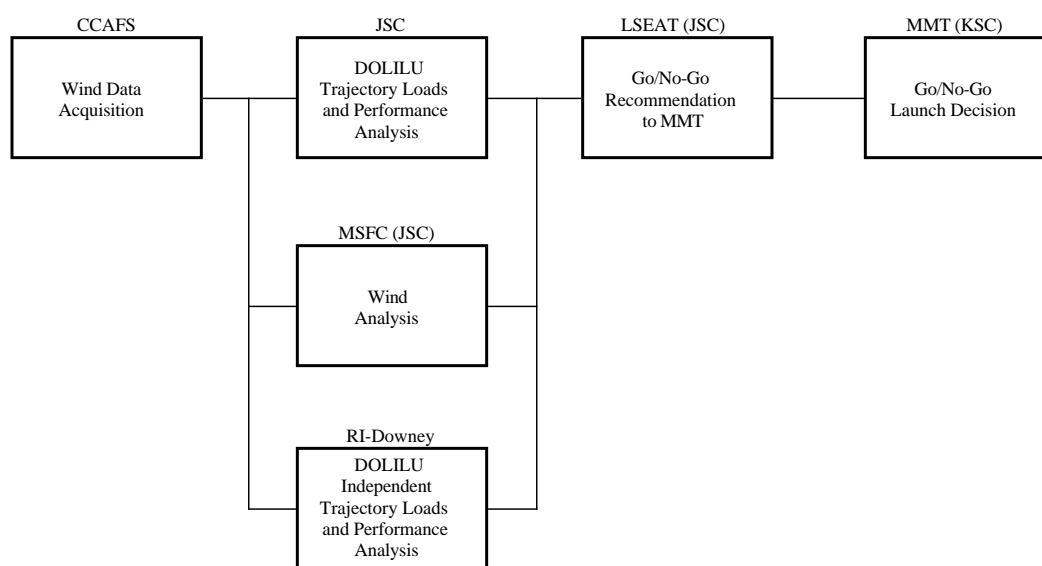 CCAFS
Wind Data
Acquisition
JSC
DOLILU
Trajectory Loads
and Performance
Analysis
LSEAT (JSC)
Go/No-Go
Recommendation
to MMT
MMT (KSC)
Go/No-Go
Launch Decision
MSFC (JSC)
Wind
Analysis
RI-Downey
DOLILU
Independent
Trajectory Loads
and Performance
Analysis